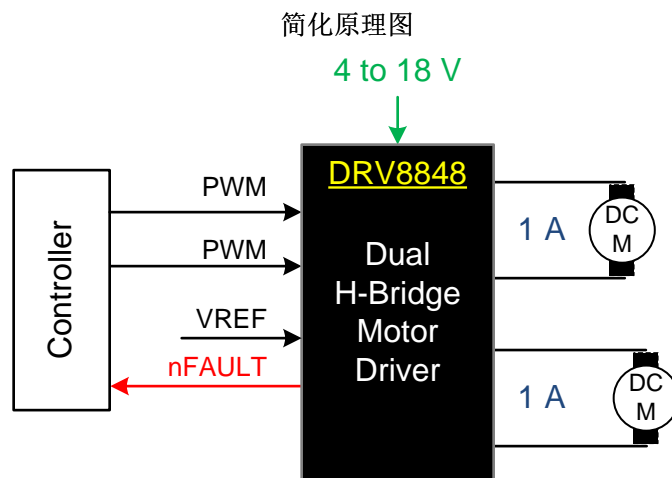 简化原理图
4 to 18 V
DRV8848
PWM
PWM
VREF
nFAULT
Controller
Dual
H-Bridge
Motor
Driver
1 A
DC
M
1 A
DC
M